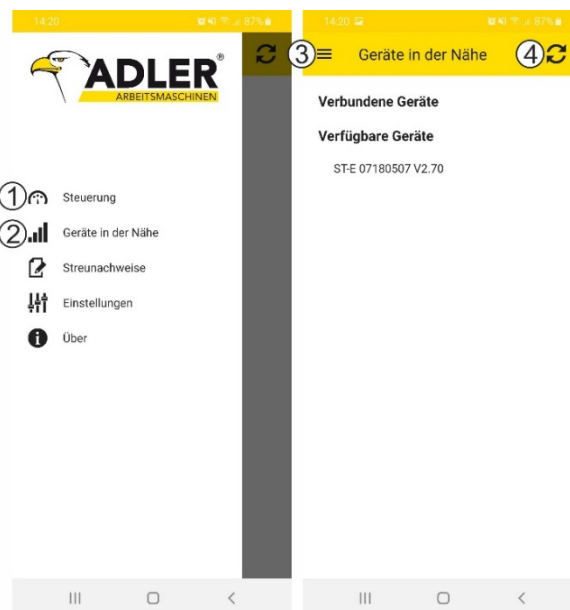 14:20
87%
ADLER®
ARBEITSMASCHINEN
1
Steuerung
2
Geräte in der Nähe
Streunachweise
Einstellungen
Über
14:20
87%
3
Geräte in der Nähe
4
Verbundene Geräte
Verfügbare Geräte
ST-E 07180507 V2.70